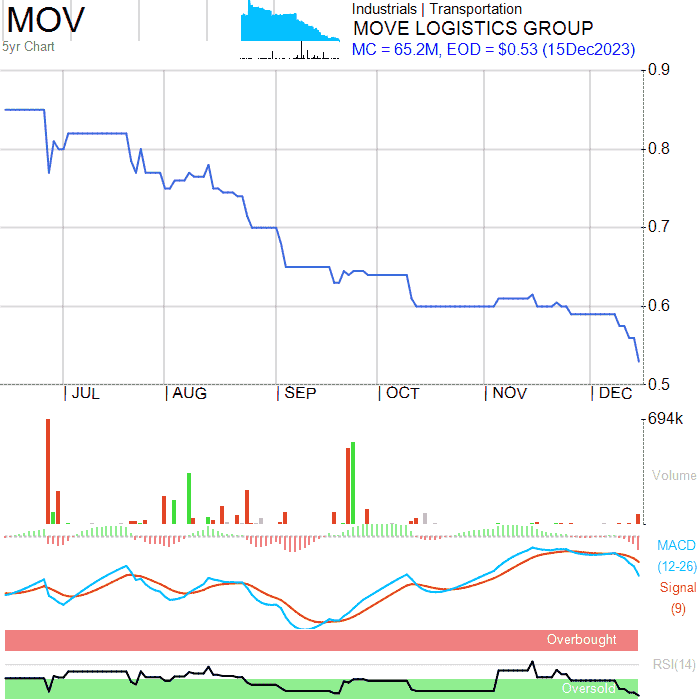 MOV
5yr Chart
Industrials | Transportation
MOVE LOGISTICS GROUP
MC = 65.2M, EOD = $0.53 (15Dec2023)
0.9
0.8
0.7
0.6
0.5
JUL
AUG
SEP
OCT
NOV
DEC
694k
Volume
MACD
(12-26)
Signal
(9)
Overbought
RSI(14)
Oversold